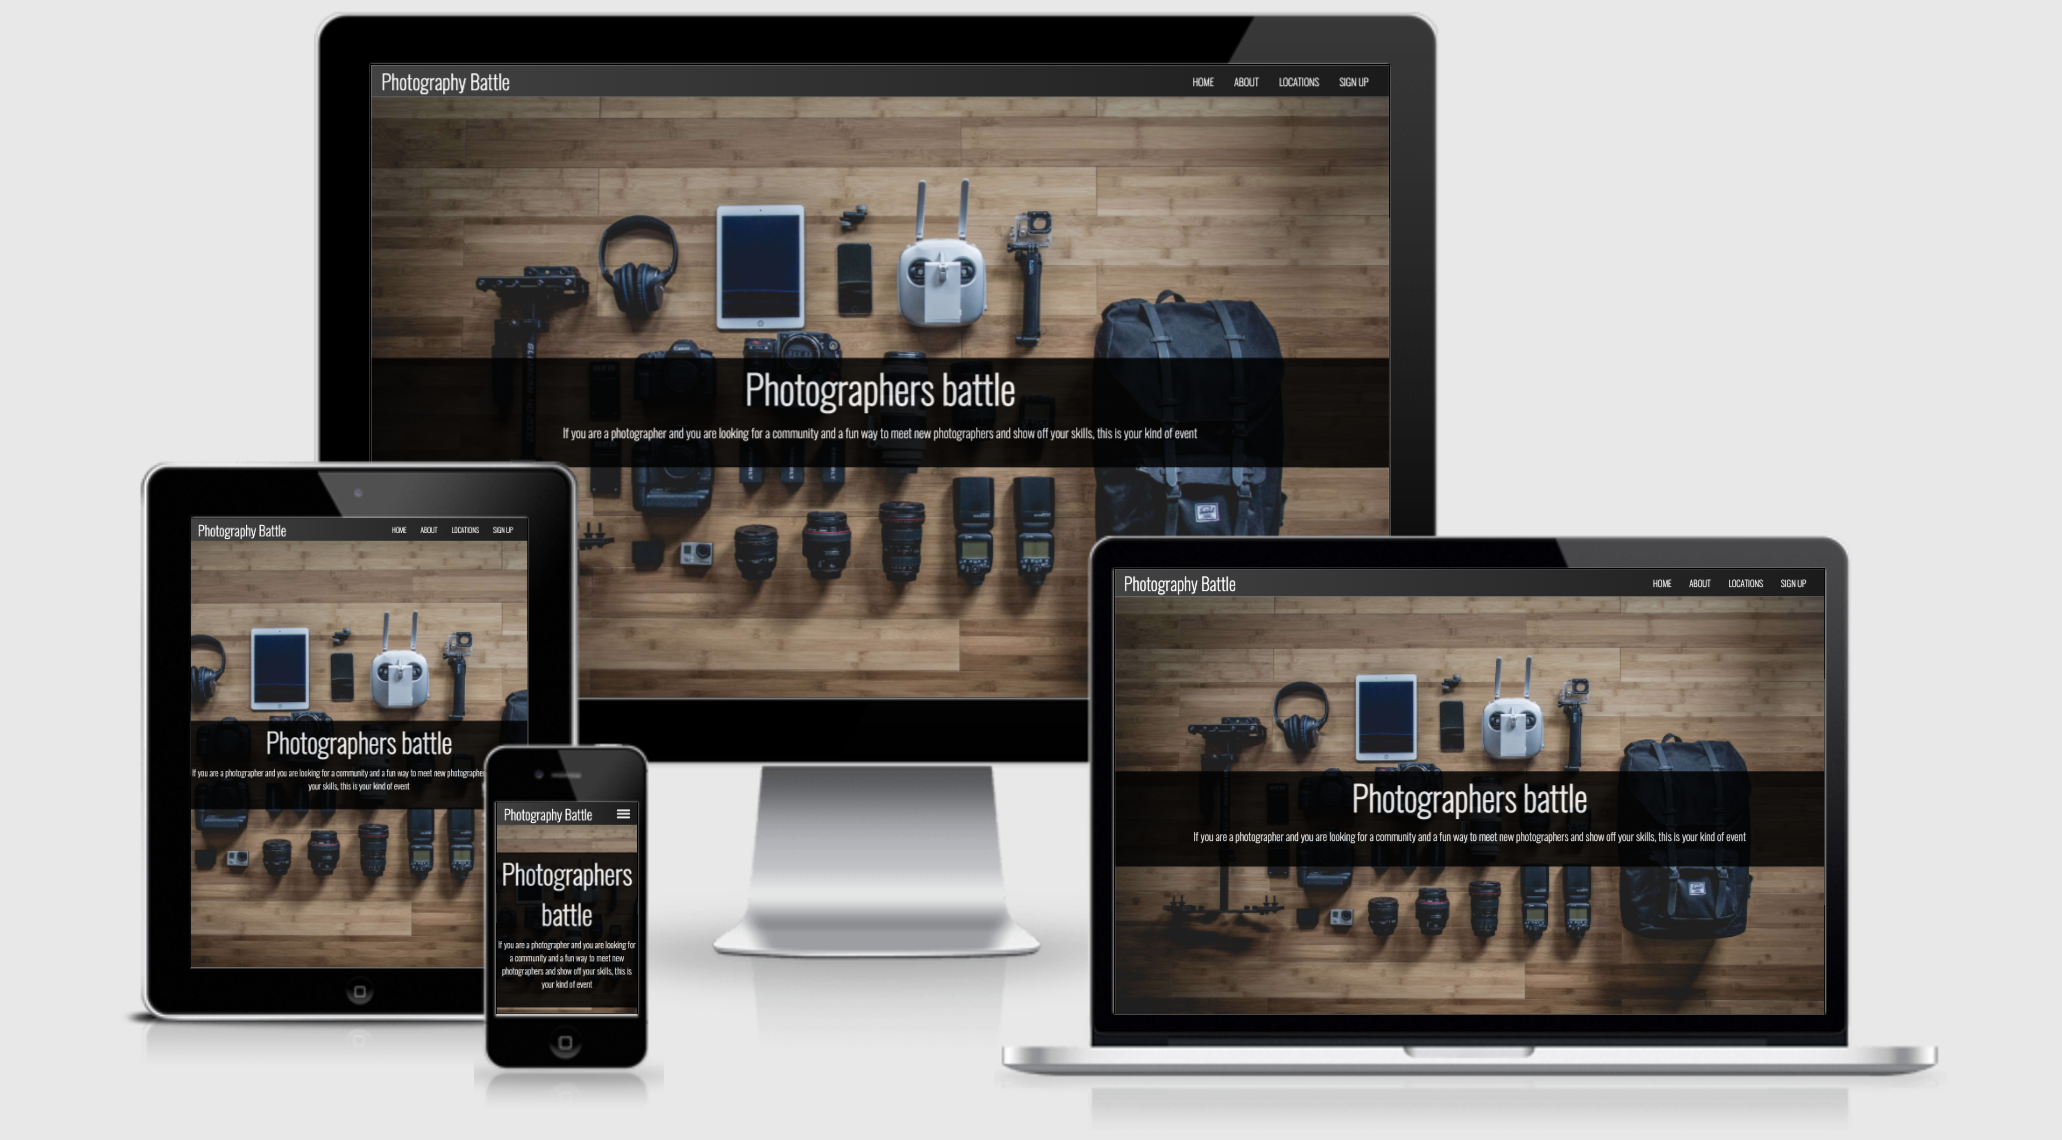 Photography Battle
HOME ABOUT LOCATIONS SIGN UP
Photographers battle
If you are a photographer and you are looking for a community and a fun way to meet new photographers and show off your skills, this is your kind of event
Photography Battle
HOME ABOUT LOCATIONS SIGN UP
Photographers battle
If you are a photographer and you are looking for a community and a fun way to meet new photographe
your skills, this is your kind of event
Photography Battle
Photographers
battle
If you are a photographer and you are looking for
a community and a fun way to meet new
photographers and show off your skills, this is
your kind of event
Photography Battle
HOME ABOUT LOCATIONS SIGN UP
Photographers battle
If you are a photographer and you are looking for a community and a fun way to meet new photographers and show off your skills, this is your kind of event